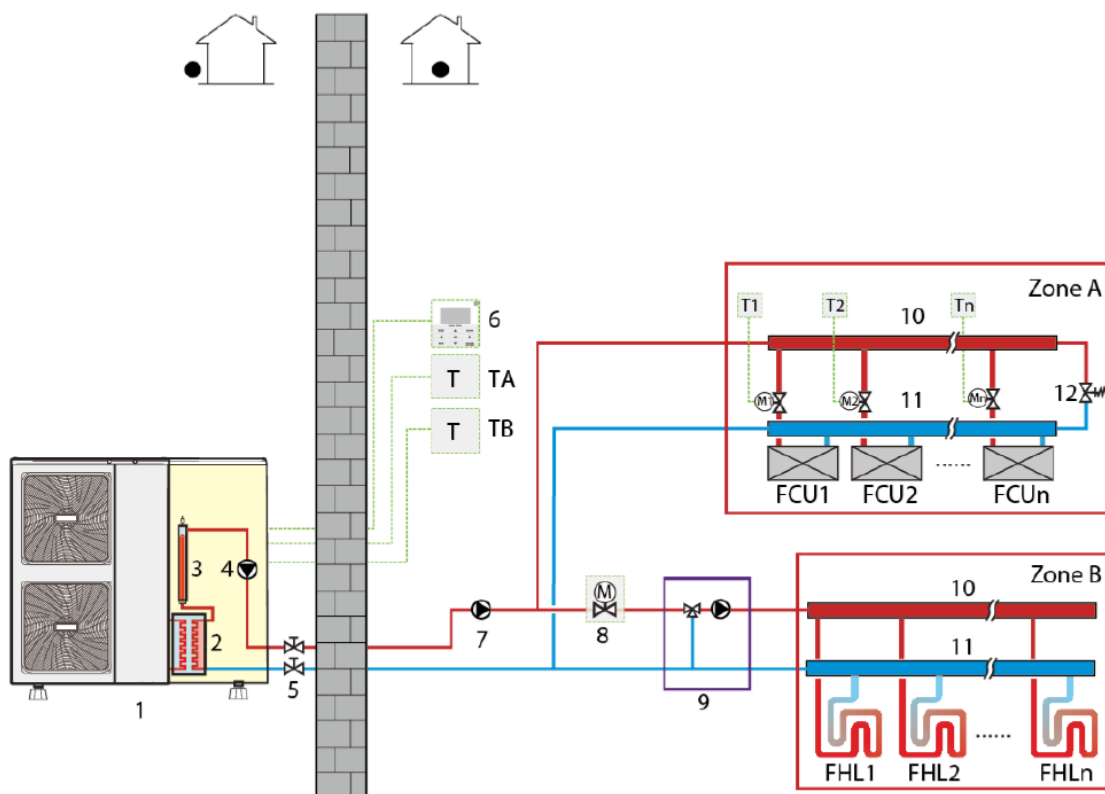 Zone A
T1
T2
Tn
10
6
M1
M2
Mn
12
11
T
TA
T
TB
FCU1
FCU2
......
FCUn
3
4
M
Zone B
10
2
7
8
11
5
9
1
FHL1
FHL2
......
FHLn